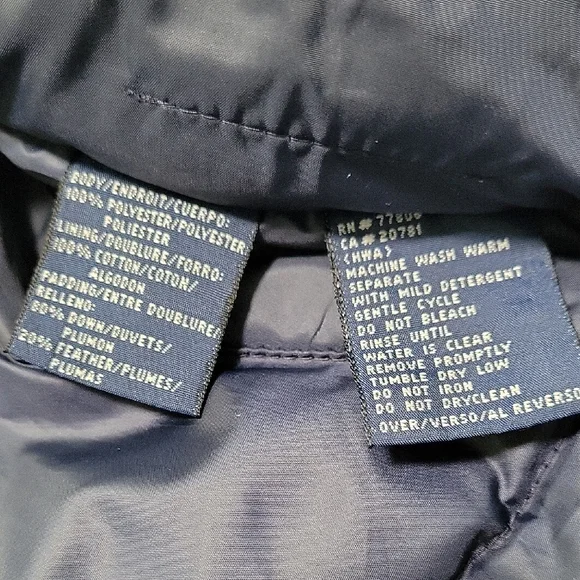 BODY/ENDROIT/CUERPO:
100% POLYESTER/POLYESTER
POLIESTER
LINING/DOUBLURE/FORRO:
100% COTTON/COTON/
ALGODON
PADDING/ENTRE DOUBLURE/
RELLENO:
80% DOWN/DUVETS/
PLUMON
20% FEATHER/PLUMES/
PLUMAS
RN# 77806
CA# 20781
<HWA>
MACHINE WASH WARM
SEPARATE
WITH MILD DETERGENT
GENTLE CYCLE
DO NOT BLEACH
RINSE UNTIL
WATER IS CLEAR
REMOVE PROMPTLY
TUMBLE DRY LOW
DO NOT IRON
DO NOT DRYCLEAN
OVER/VERSO/AL REVERSO